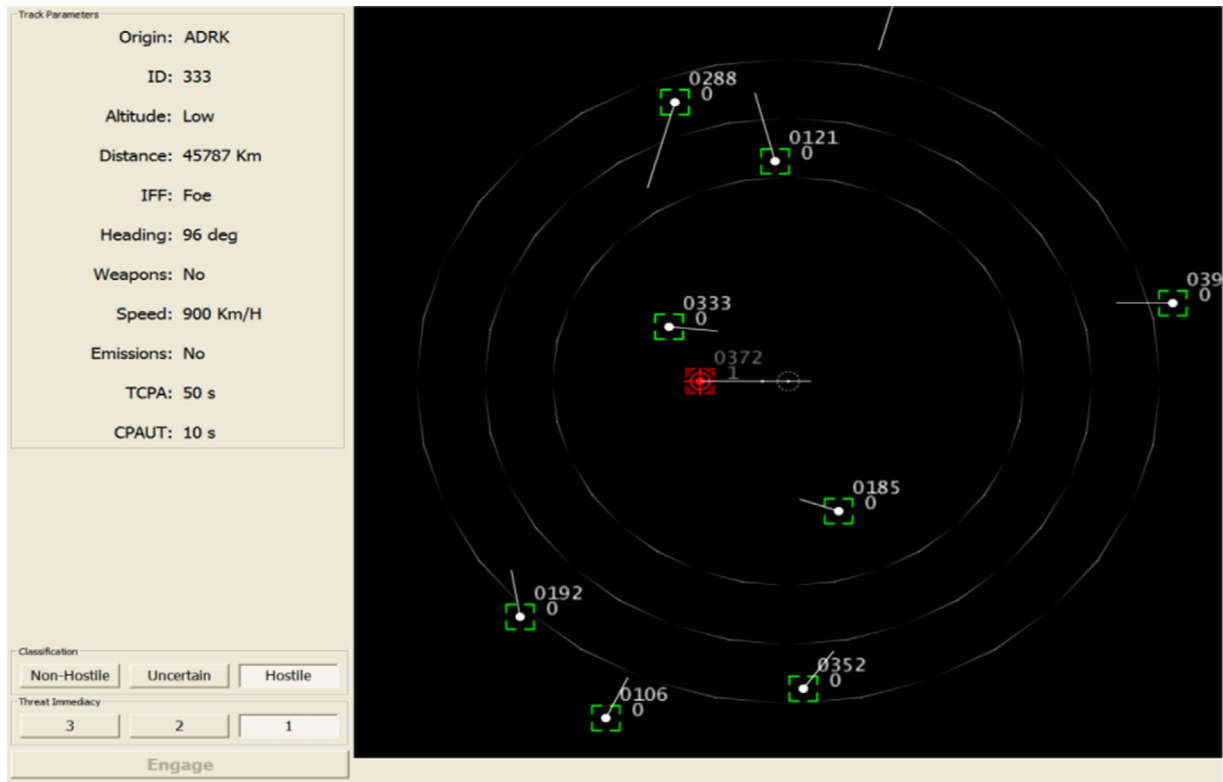 Track Parameters
Origin: ADRK
ID: 333
Altitude: Low
Distance: 45787 Km
IFF: Foe
Heading: 96 deg
Weapons: No
Speed: 900 Km/H
Emissions: No
TCPA: 50 s
CPAUT: 10 s
Classification
Non-Hostile Uncertain Hostile
Threat Immediacy
3 2 1
Engage
0288
0
0121
0
039
0
0333
0
0372
1
0185
0
0192
0
0352
0
0106
0